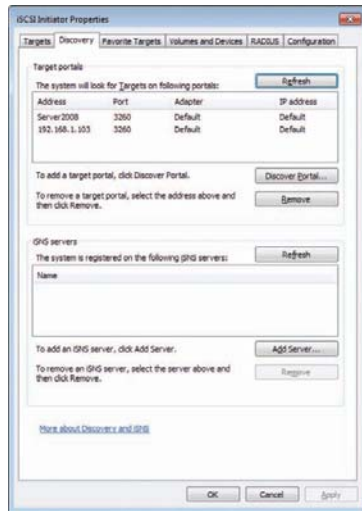 iSCSI Initiator Properties
Targets Discovery Favorite Targets Volumes and Devices RADIUS Configuration
Target portals
The system will look for Targets on following portals:
Refresh
Address Port Adapter IP address
Server2008 3260 Default Default
192.168.1.103 3260 Default Default
To add a target portal, click Discover Portal.
Discover Portal...
To remove a target portal, select the address above and
then click Remove.
Remove
iSNS servers
The system is registered on the following iSNS servers:
Refresh
Name
To add an iSNS server, click Add Server.
Add Server...
To remove an iSNS server, select the server above and
then click Remove.
Remove
More about Discovery and iSNS
OK Cancel Apply